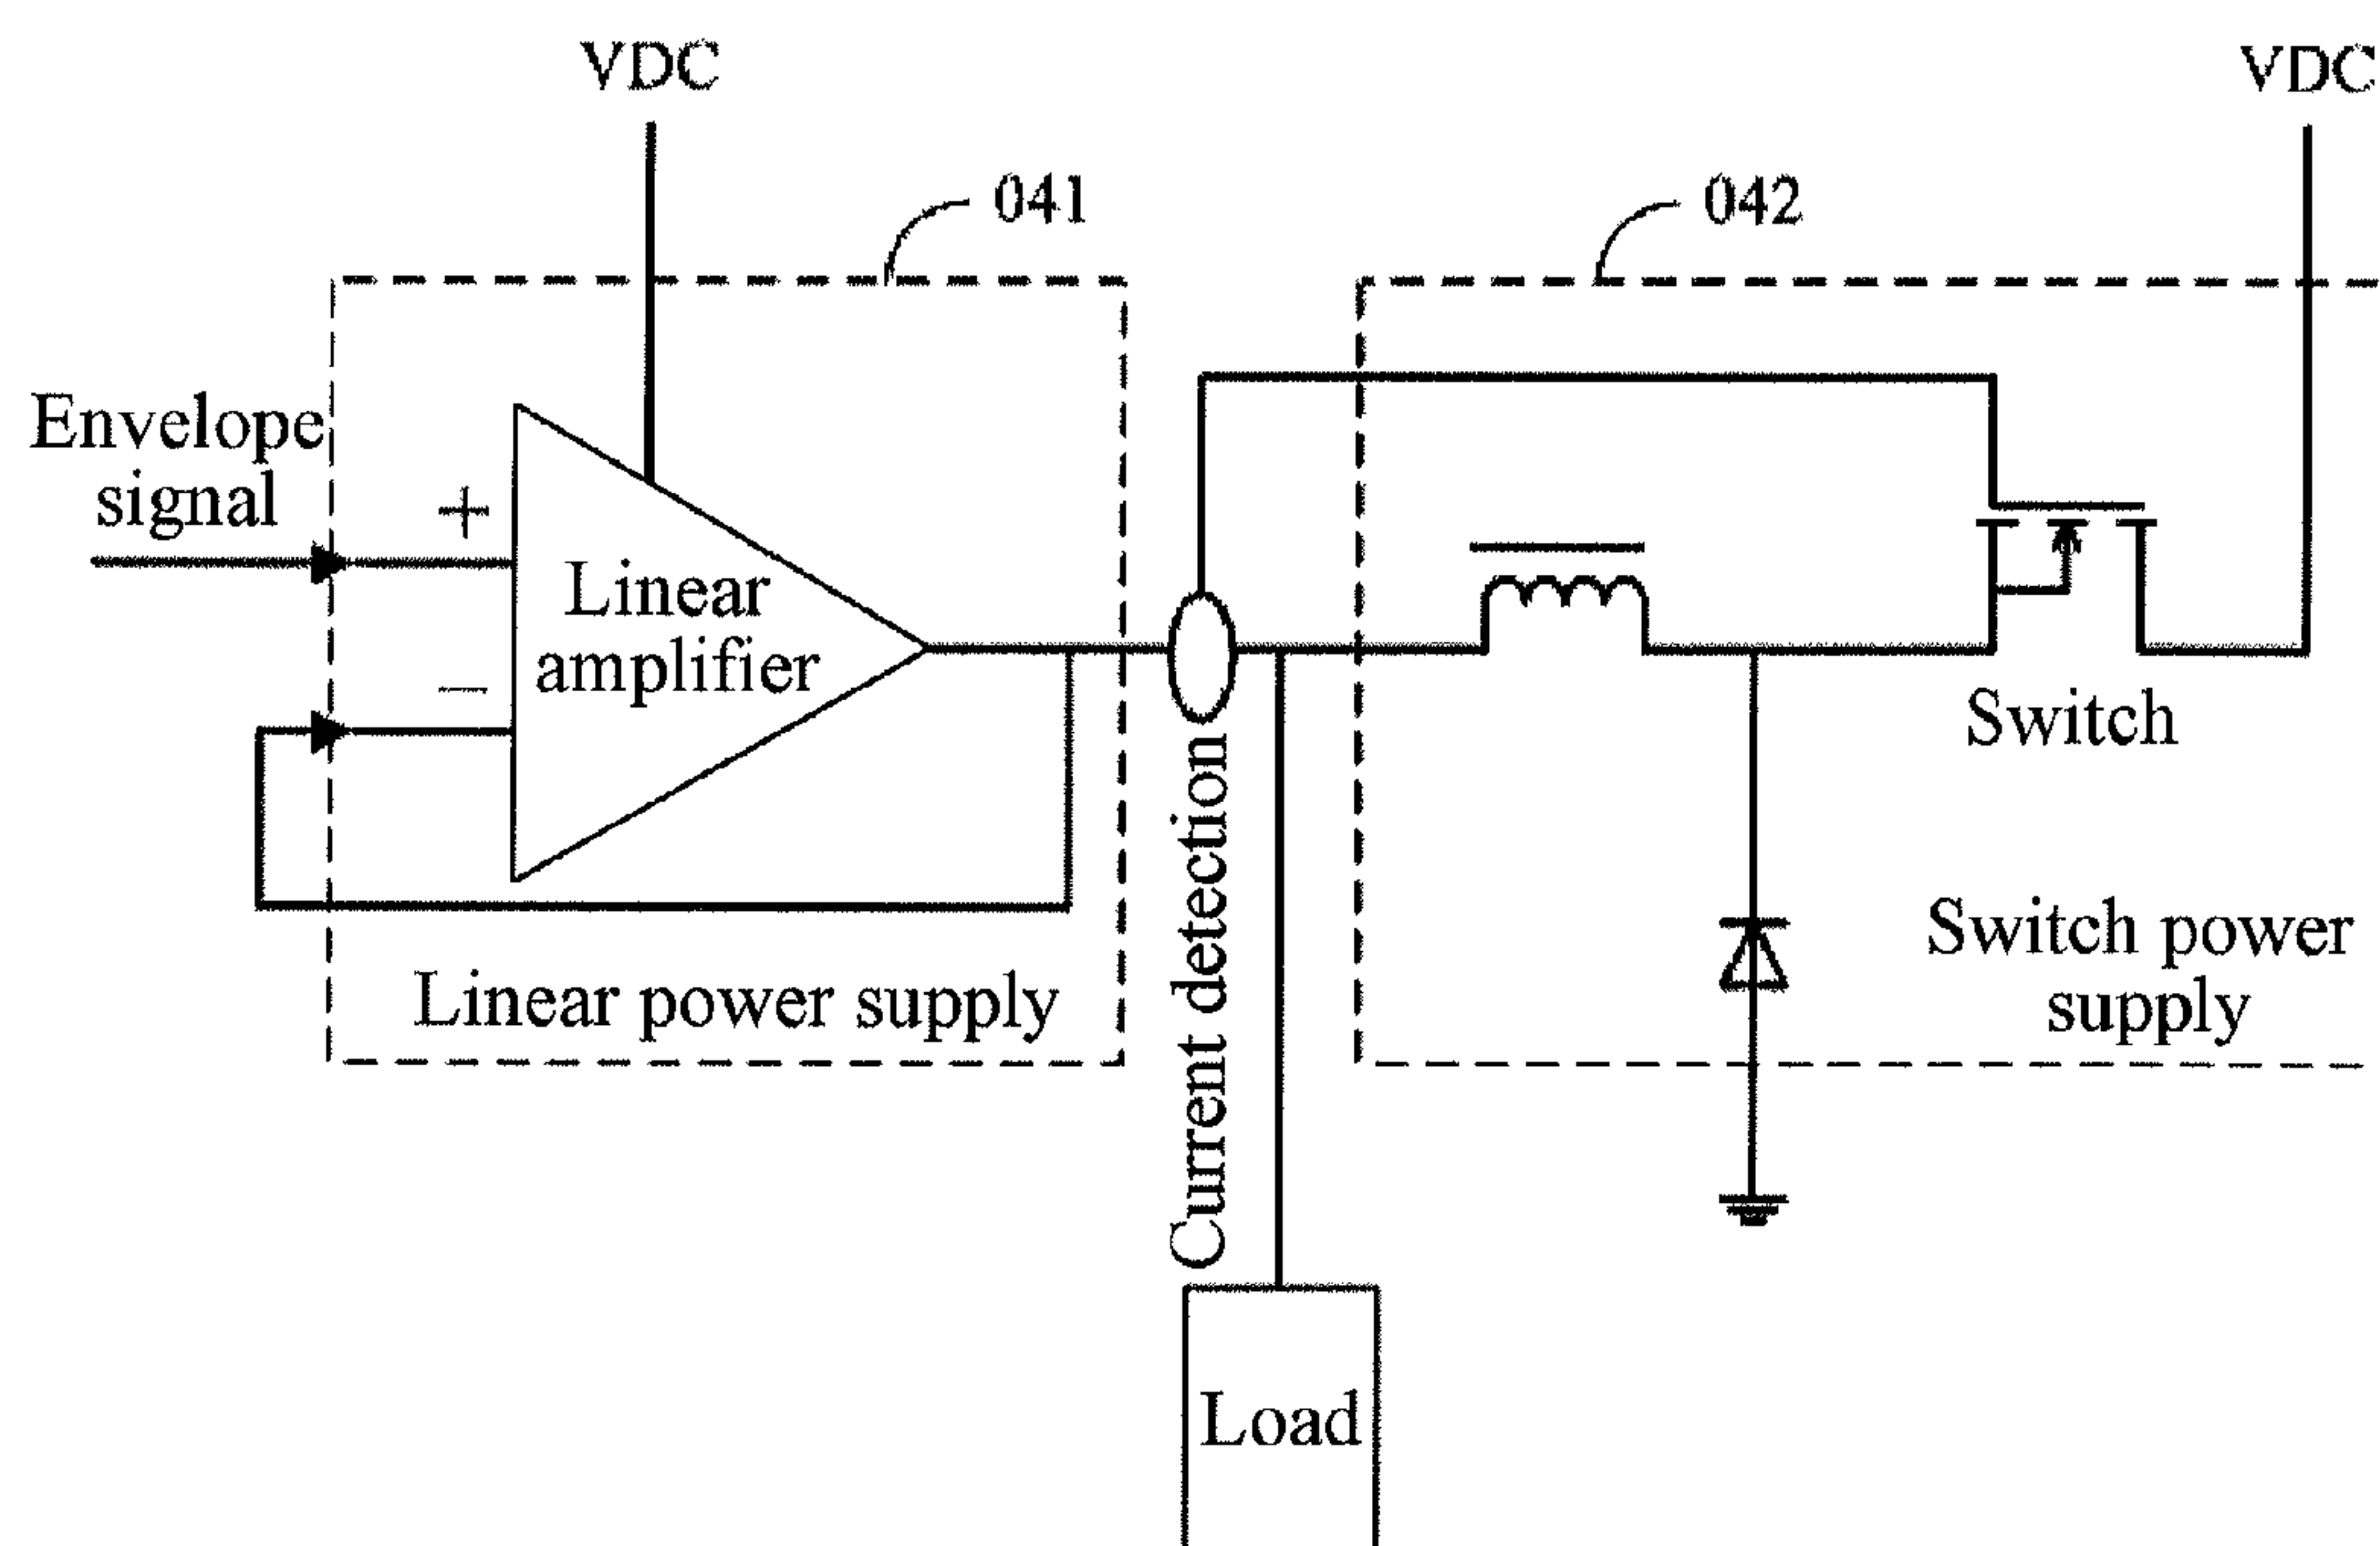 VDC
VDC
041
042
Envelope
signal
+
Linear
amplifier
−
Switch
Current detection
Switch power
supply
Linear power supply
Load